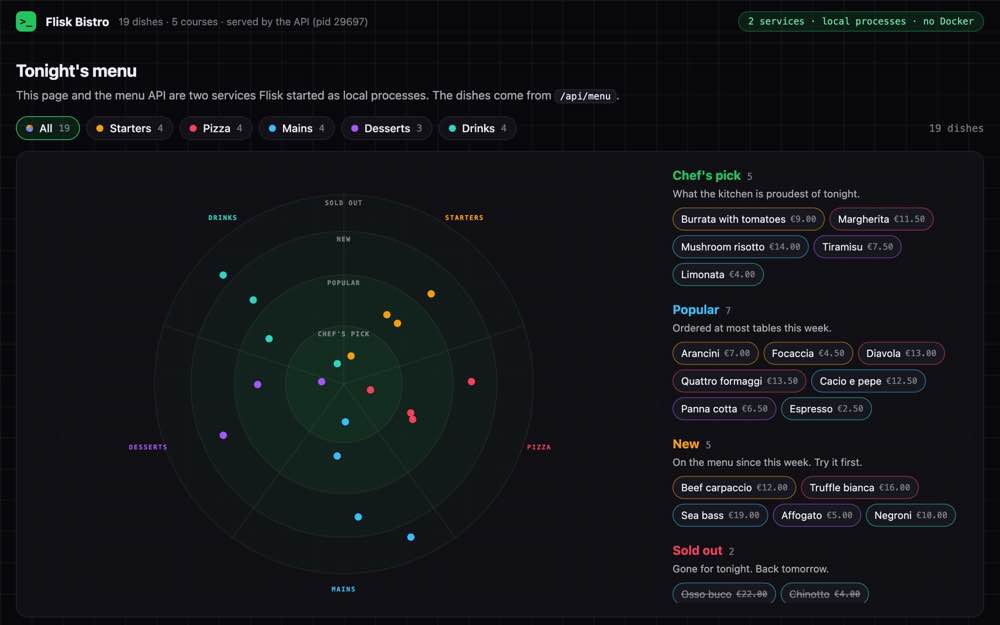 >_ Flisk Bistro 19 dishes · 5 courses · served by the API (pid 29697) 2 services · local processes · no Docker
Tonight's menu
This page and the menu API are two services Flisk started as local processes. The dishes come from /api/menu .
All 19 Starters 4 Pizza 4 Mains 4 Desserts 3 Drinks 4 19 dishes
SOLD OUT
DRINKS
STARTERS
NEW
POPULAR
CHEF'S PICK
DESSERTS
PIZZA
MAINS
Chef's pick 5
What the kitchen is proudest of tonight.
Burrata with tomatoes €9.00 Margherita €11.50
Mushroom risotto €14.00 Tiramisu €7.50
Limonata €4.00
Popular 7
Ordered at most tables this week.
Arancini €7.00 Focaccia €4.50 Diavola €13.00
Quattro formaggi €13.50 Cacio e pepe €12.50
Panna cotta €6.50 Espresso €2.50
New 5
On the menu since this week. Try it first.
Beef carpaccio €12.00 Truffle bianca €16.00
Sea bass €19.00 Affogato €5.00 Negroni €10.00
Sold out 2
Gone for tonight. Back tomorrow.
Osso buco €22.00 Chinotto €4.00